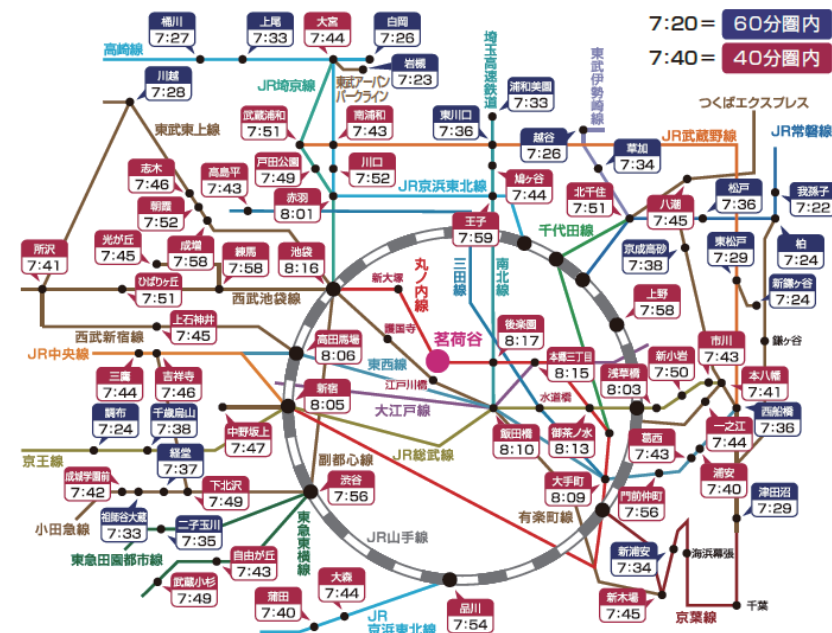 7:20= 60分圏内
7:40= 40分圏内
桶川
7:27
上尾
7:33
大宮
7:44
白岡
7:26
高崎線
岩槻
7:23
東武アーバン
パークライン
JR埼京線
埼玉高速鉄道
浦和美園
7:33
東武伊勢崎線
川越
7:28
つくばエクスプレス
東武東上線
武蔵浦和
7:51
南浦和
7:43
東川口
7:36
越谷
7:26
草加
7:34
JR武蔵野線
JR常磐線
志木
7:46
高島平
7:43
戸田公園
7:49
川口
7:52
鳩ヶ谷
7:44
北千住
7:51
八潮
7:45
松戸
7:36
我孫子
7:22
朝霞
7:52
赤羽
8:01
JR京浜東北線
王子
7:59
千代田線
所沢
7:41
光が丘
7:45
成増
7:58
練馬
7:58
池袋
8:16
京成高砂
7:38
東松戸
7:29
柏
7:24
ひばりヶ丘
7:51
西武池袋線
新大塚
丸ノ内線
三田線
南北線
上野
7:58
新鎌ヶ谷
7:24
上石神井
7:45
西武新宿線
護国寺
茗荷谷
後楽園
8:17
鎌ヶ谷
JR中央線
高田馬場
8:06
東西線
江戸川橋
本郷三丁目
8:15
新小岩
7:50
市川
7:43
三鷹
7:44
吉祥寺
7:46
新宿
8:05
大江戸線
水道橋
浅草橋
8:03
本八幡
7:41
調布
7:24
千歳烏山
7:38
中野坂上
7:47
JR総武線
飯田橋
8:10
御茶ノ水
8:13
葛西
7:43
一之江
7:44
西船橋
7:36
京王線
経堂
7:37
副都心線
浦安
7:40
成城学園前
7:42
下北沢
7:49
渋谷
7:56
大手町
8:09
門前仲町
7:56
津田沼
7:29
小田急線
祖師谷大蔵
7:33
二子玉川
7:35
有楽町線
JR山手線
東急田園都市線
東急東横線
自由が丘
7:43
新浦安
7:34
海浜幕張
武蔵小杉
7:49
蒲田
7:40
大森
7:44
品川
7:54
新木場
7:45
千葉
京葉線
JR
京浜東北線